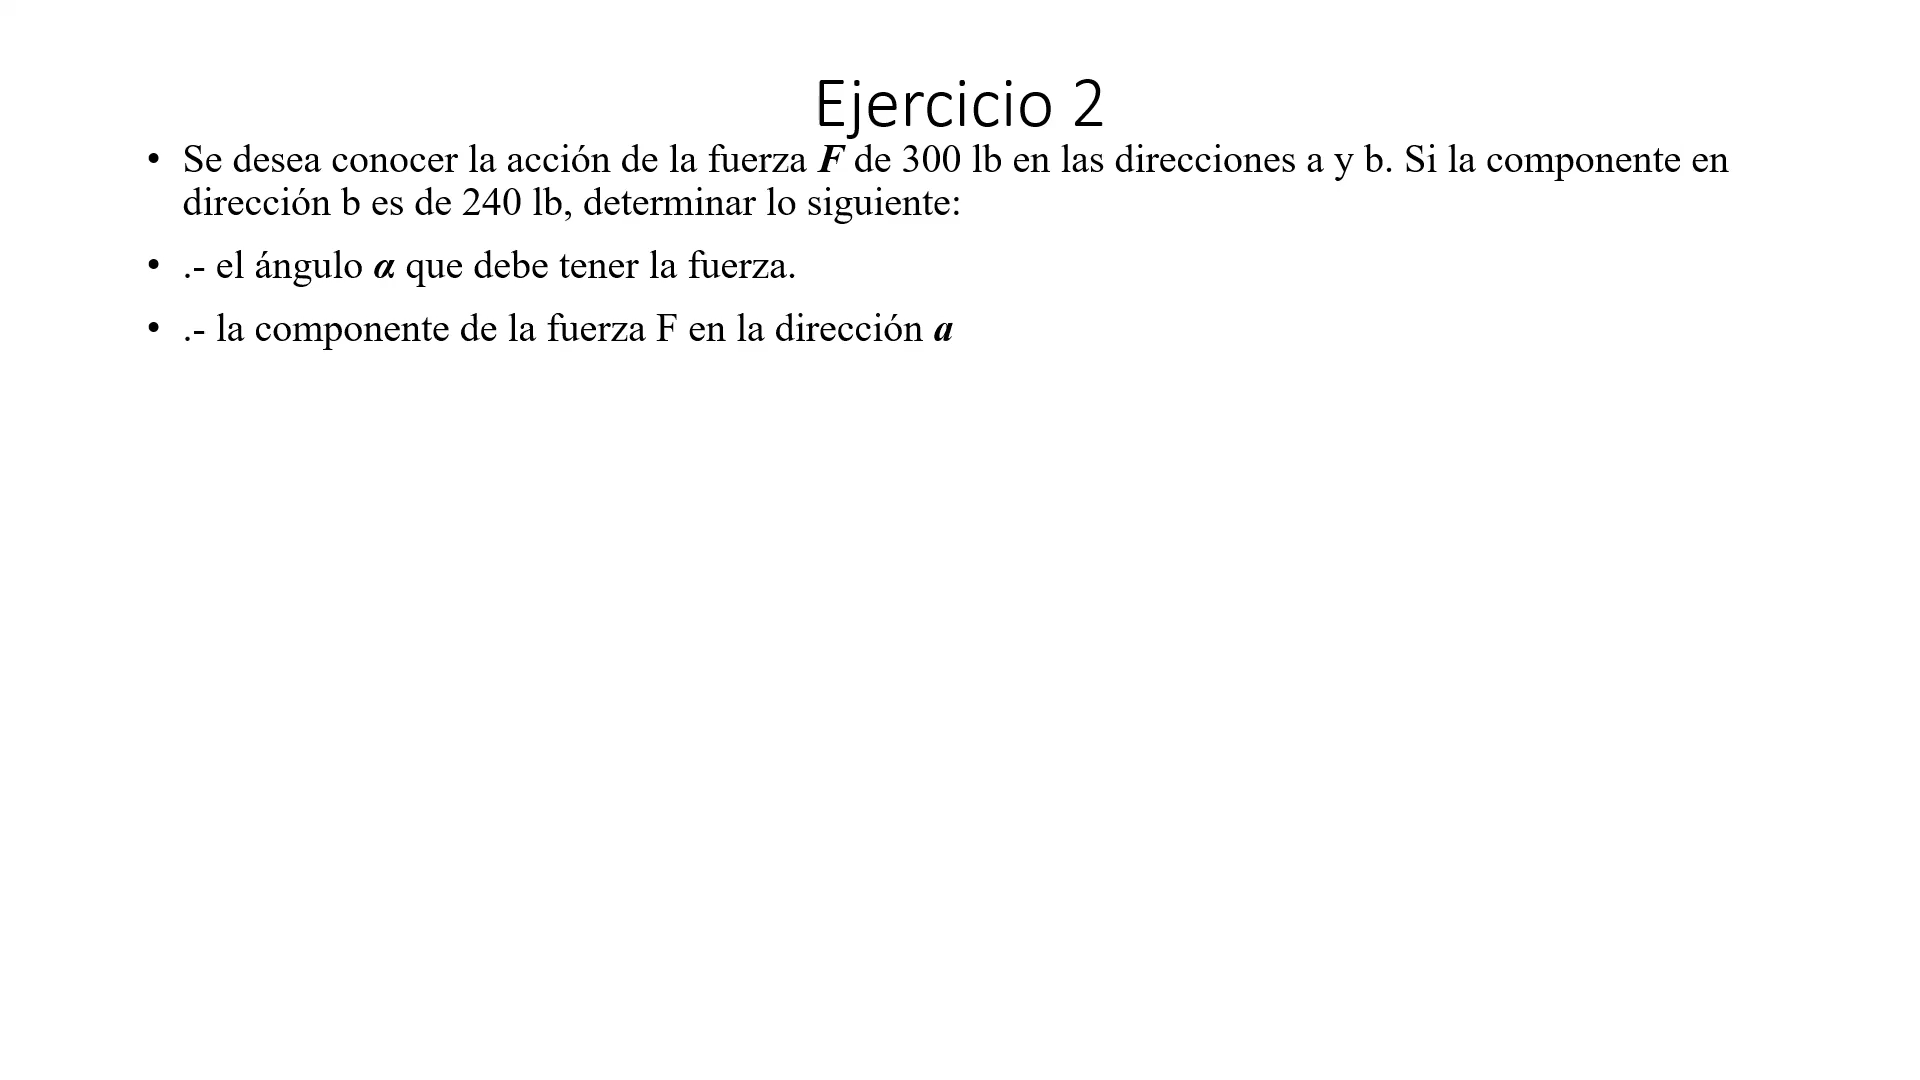 Ejercicio 2
• Se desea conocer la acción de la fuerza F de 300 lb en las direcciones a y b. Si la componente en
dirección b es de 240 lb, determinar lo siguiente:
• .- el ángulo α que debe tener la fuerza.
• .- la componente de la fuerza F en la dirección a